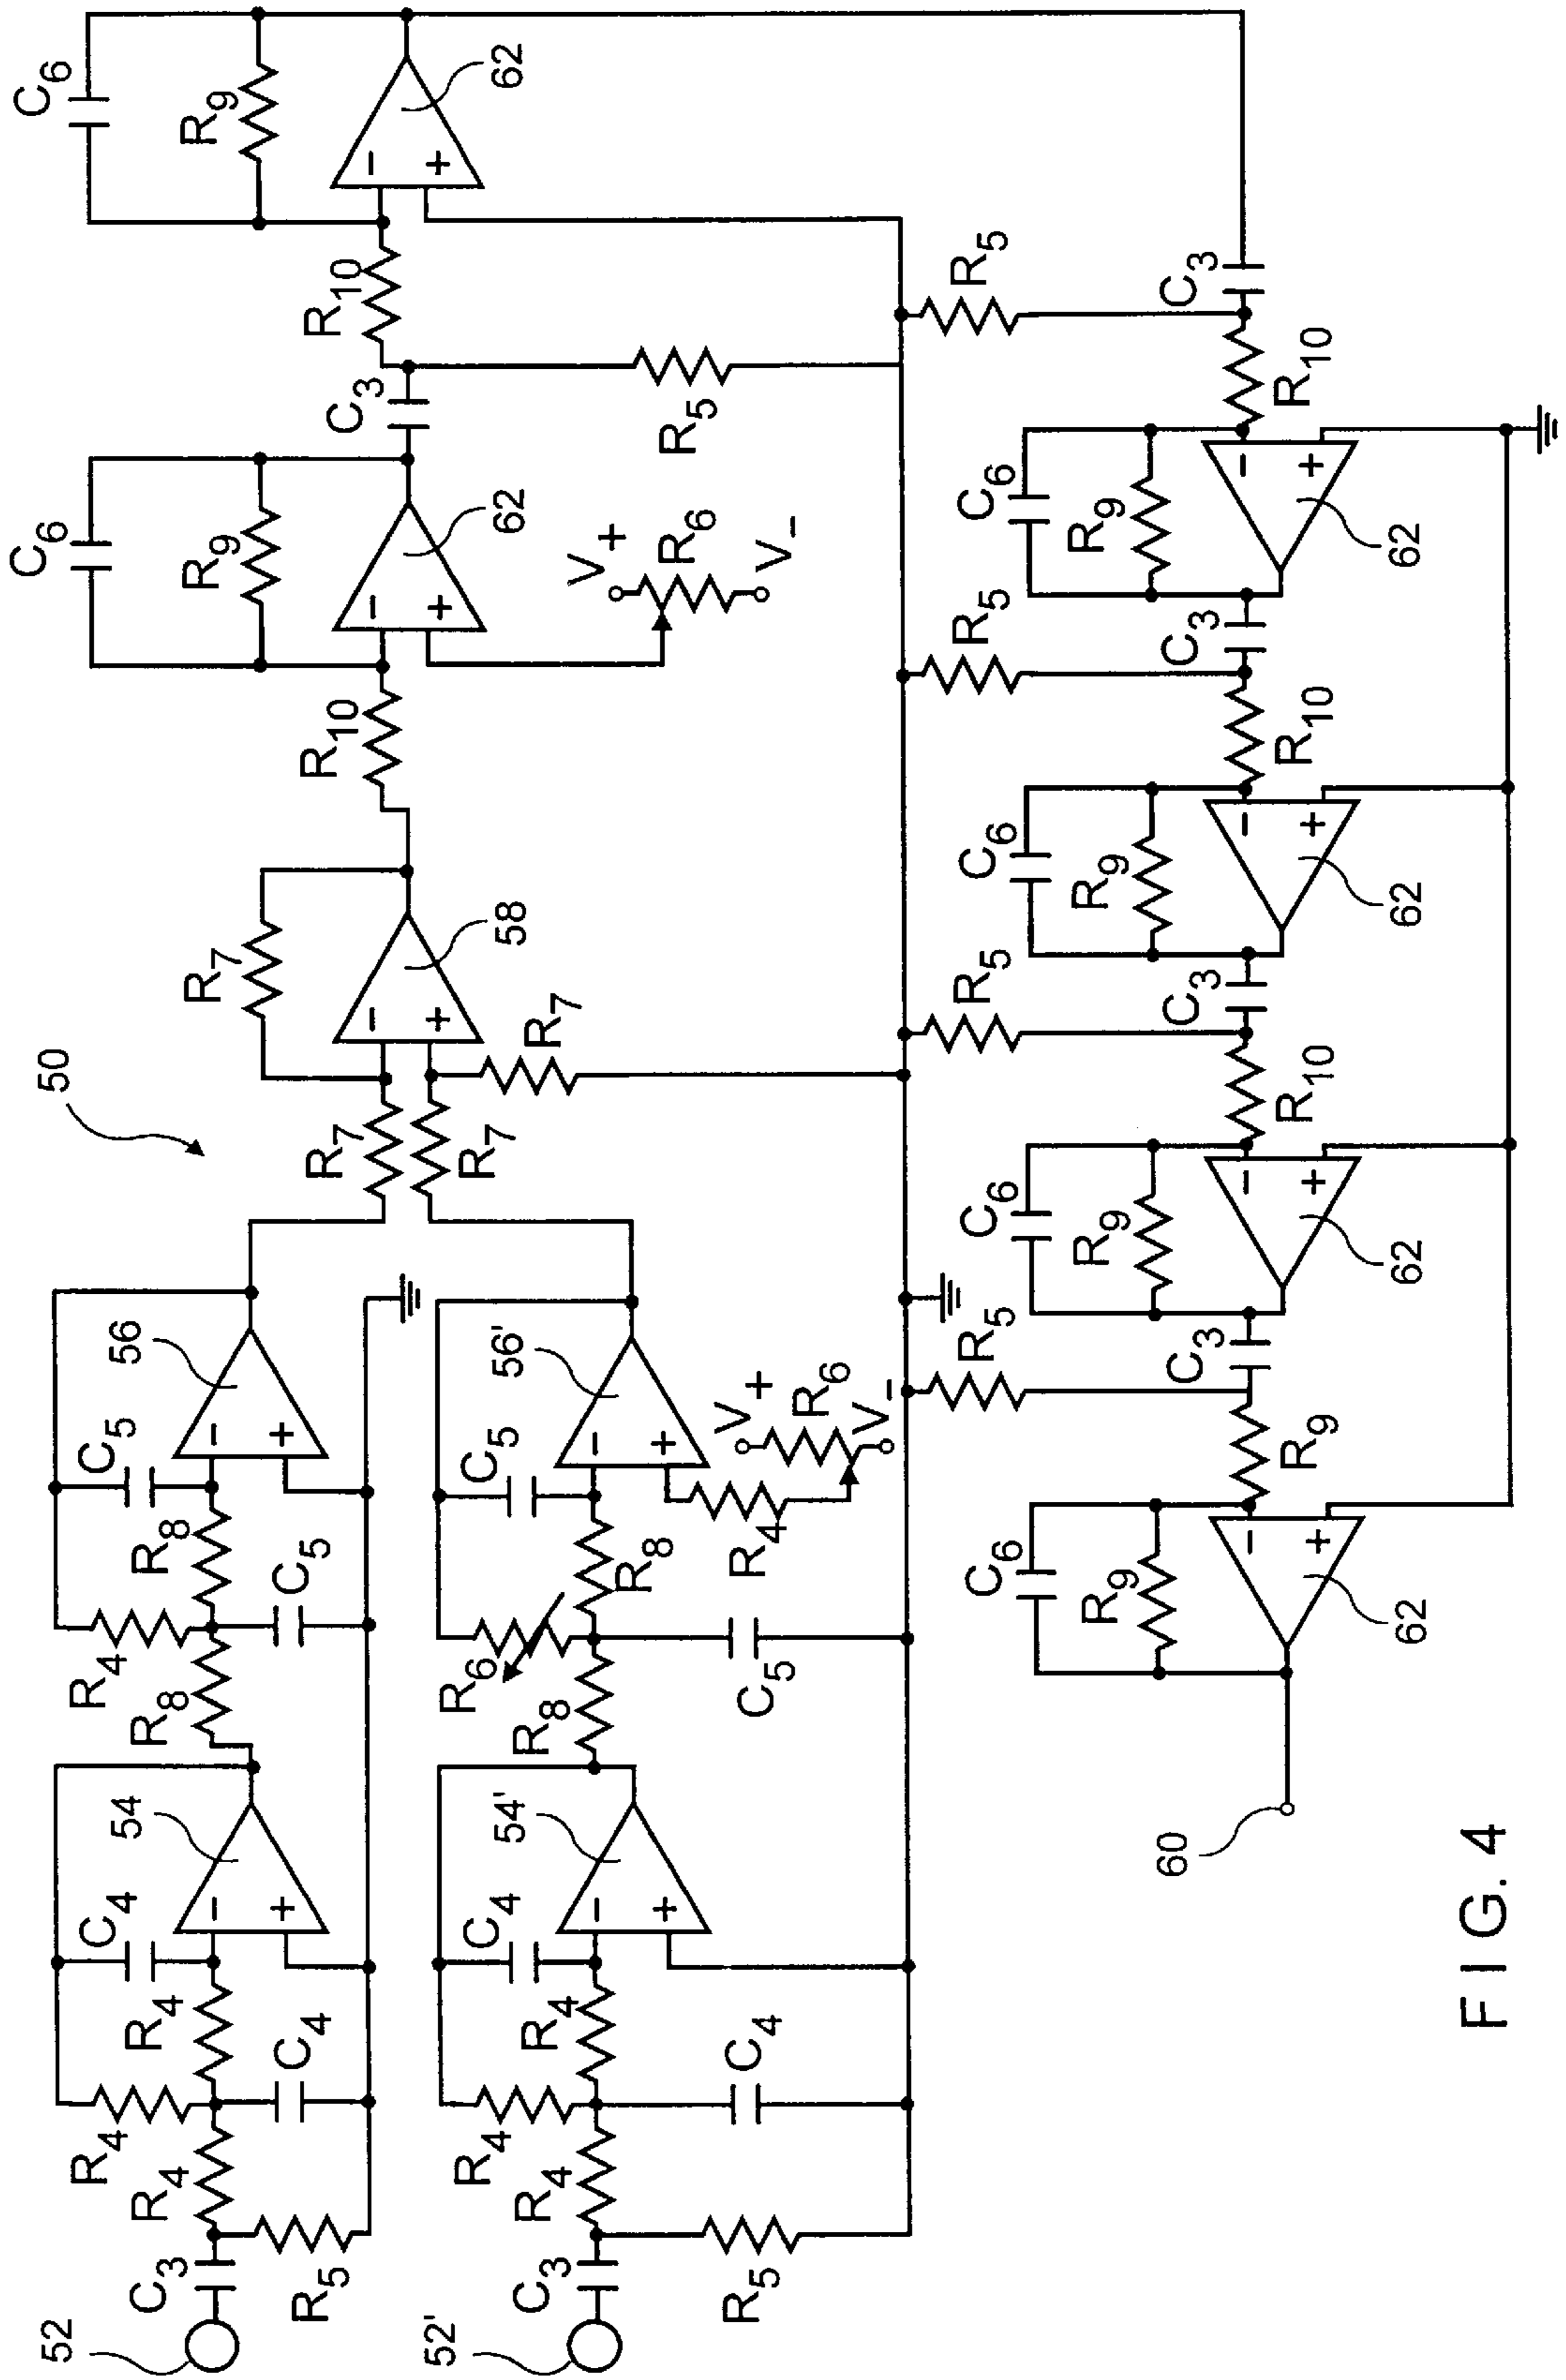 50
52
C3
R5
R4
R4
C4
R4
C4
-
+
54
R8
R4
C5
R8
C5
-
+
56
52'
C3
R5
R4
R4
C4
R4
C4
-
+
54'
R8
R6
C5
R8
C5
-
+
56'
R4
V+
R6
V-
R7
R7
R7
R7
-
+
58
R10
C6
R9
-
+
62
V+
R6
V-
C3
R5
R10
C6
R9
-
+
62
R5
C3
R10
C6
R9
-
+
62
R5
C3
R10
C6
R9
-
+
62
R5
C3
R10
C6
R9
-
+
62
R5
C3
R9
C6
R9
-
+
62
60
FIG. 4